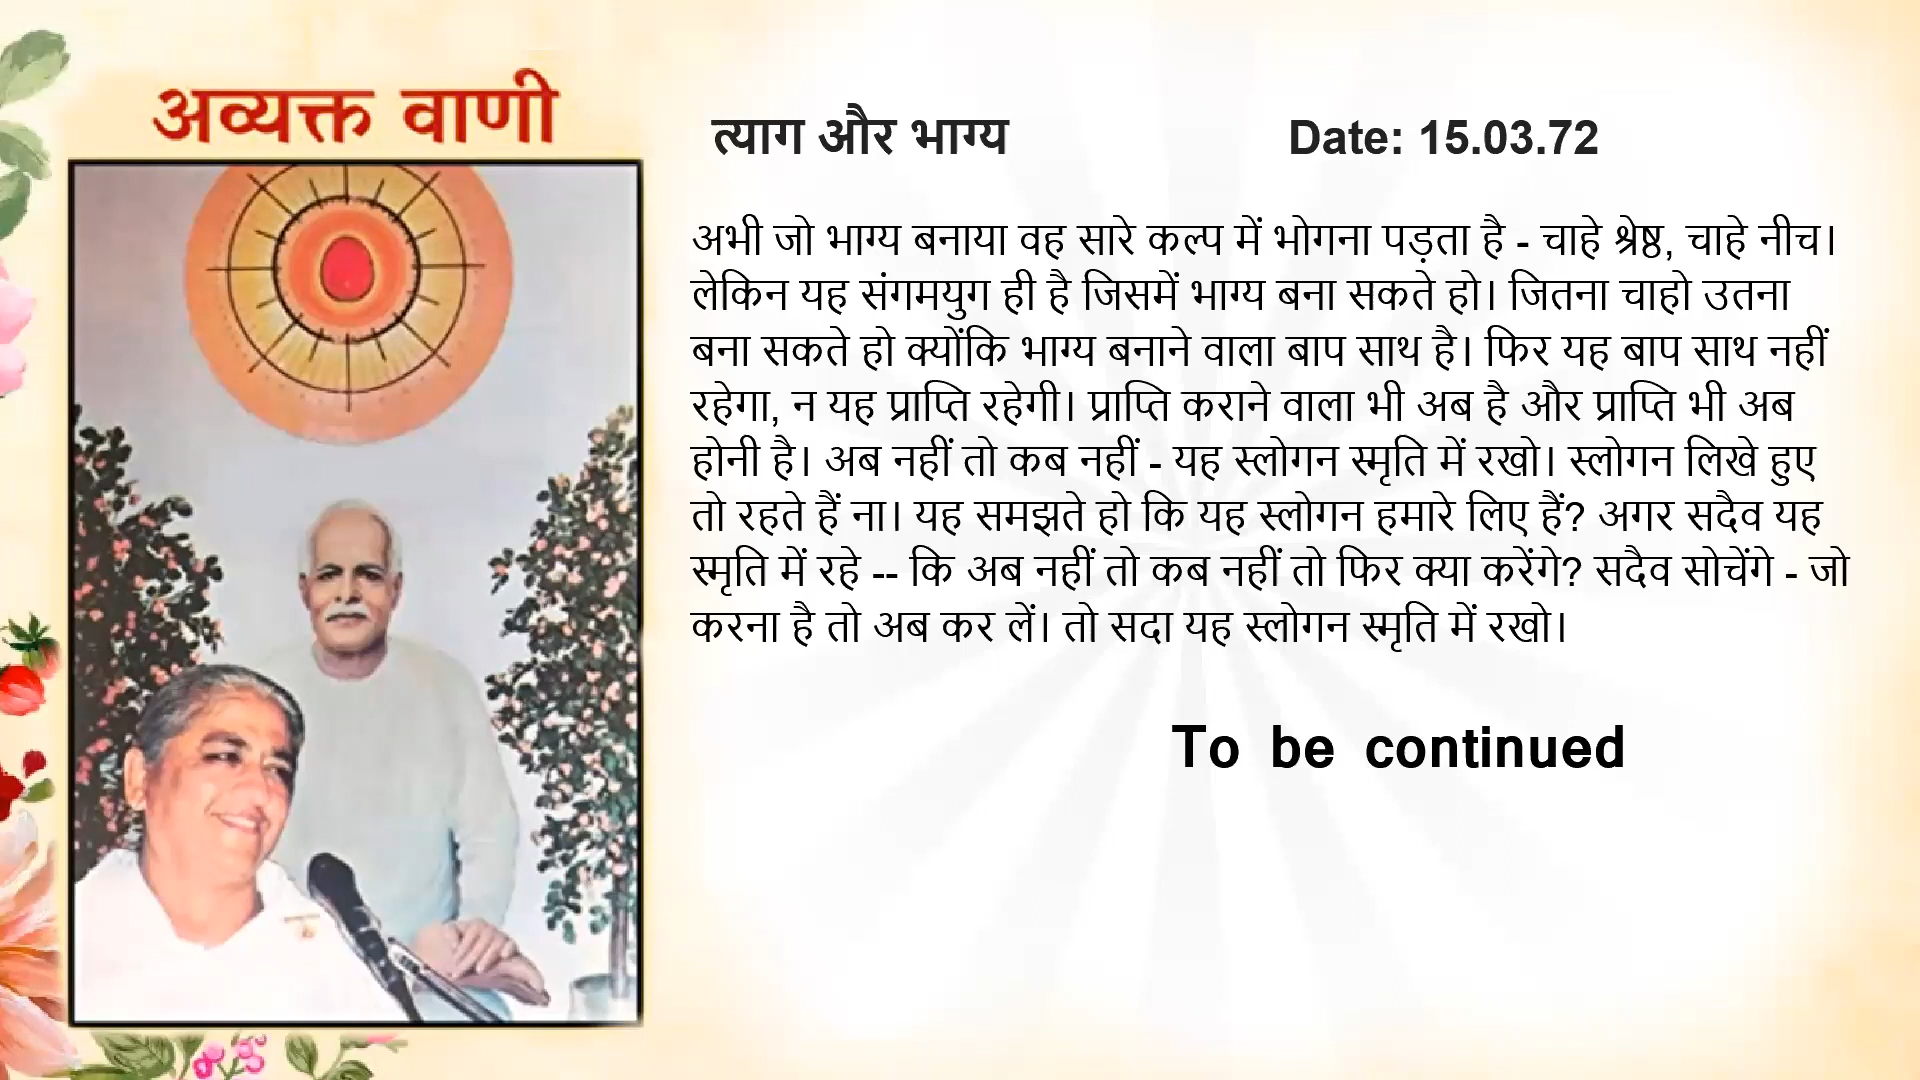 अव्यक्त वाणी
त्याग और भाग्य Date: 15.03.72
अभी जो भाग्य बनाया वह सारे कल्प में भोगना पड़ता है - चाहे श्रेष्ठ, चाहे नीच।
लेकिन यह संगमयुग ही है जिसमें भाग्य बना सकते हो। जितना चाहो उतना
बना सकते हो क्योंकि भाग्य बनाने वाला बाप साथ है। फिर यह बाप साथ नहीं
रहेगा, न यह प्राप्ति रहेगी। प्राप्ति कराने वाला भी अब है और प्राप्ति भी अब
होनी है। अब नहीं तो कब नहीं - यह स्लोगन स्मृति में रखो। स्लोगन लिखे हुए
तो रहते हैं ना। यह समझते हो कि यह स्लोगन हमारे लिए हैं? अगर सदैव यह
स्मृति में रहे -- कि अब नहीं तो कब नहीं तो फिर क्या करेंगे? सदैव सोचेंगे - जो
करना है तो अब कर लें। तो सदा यह स्लोगन स्मृति में रखो।
To be continued